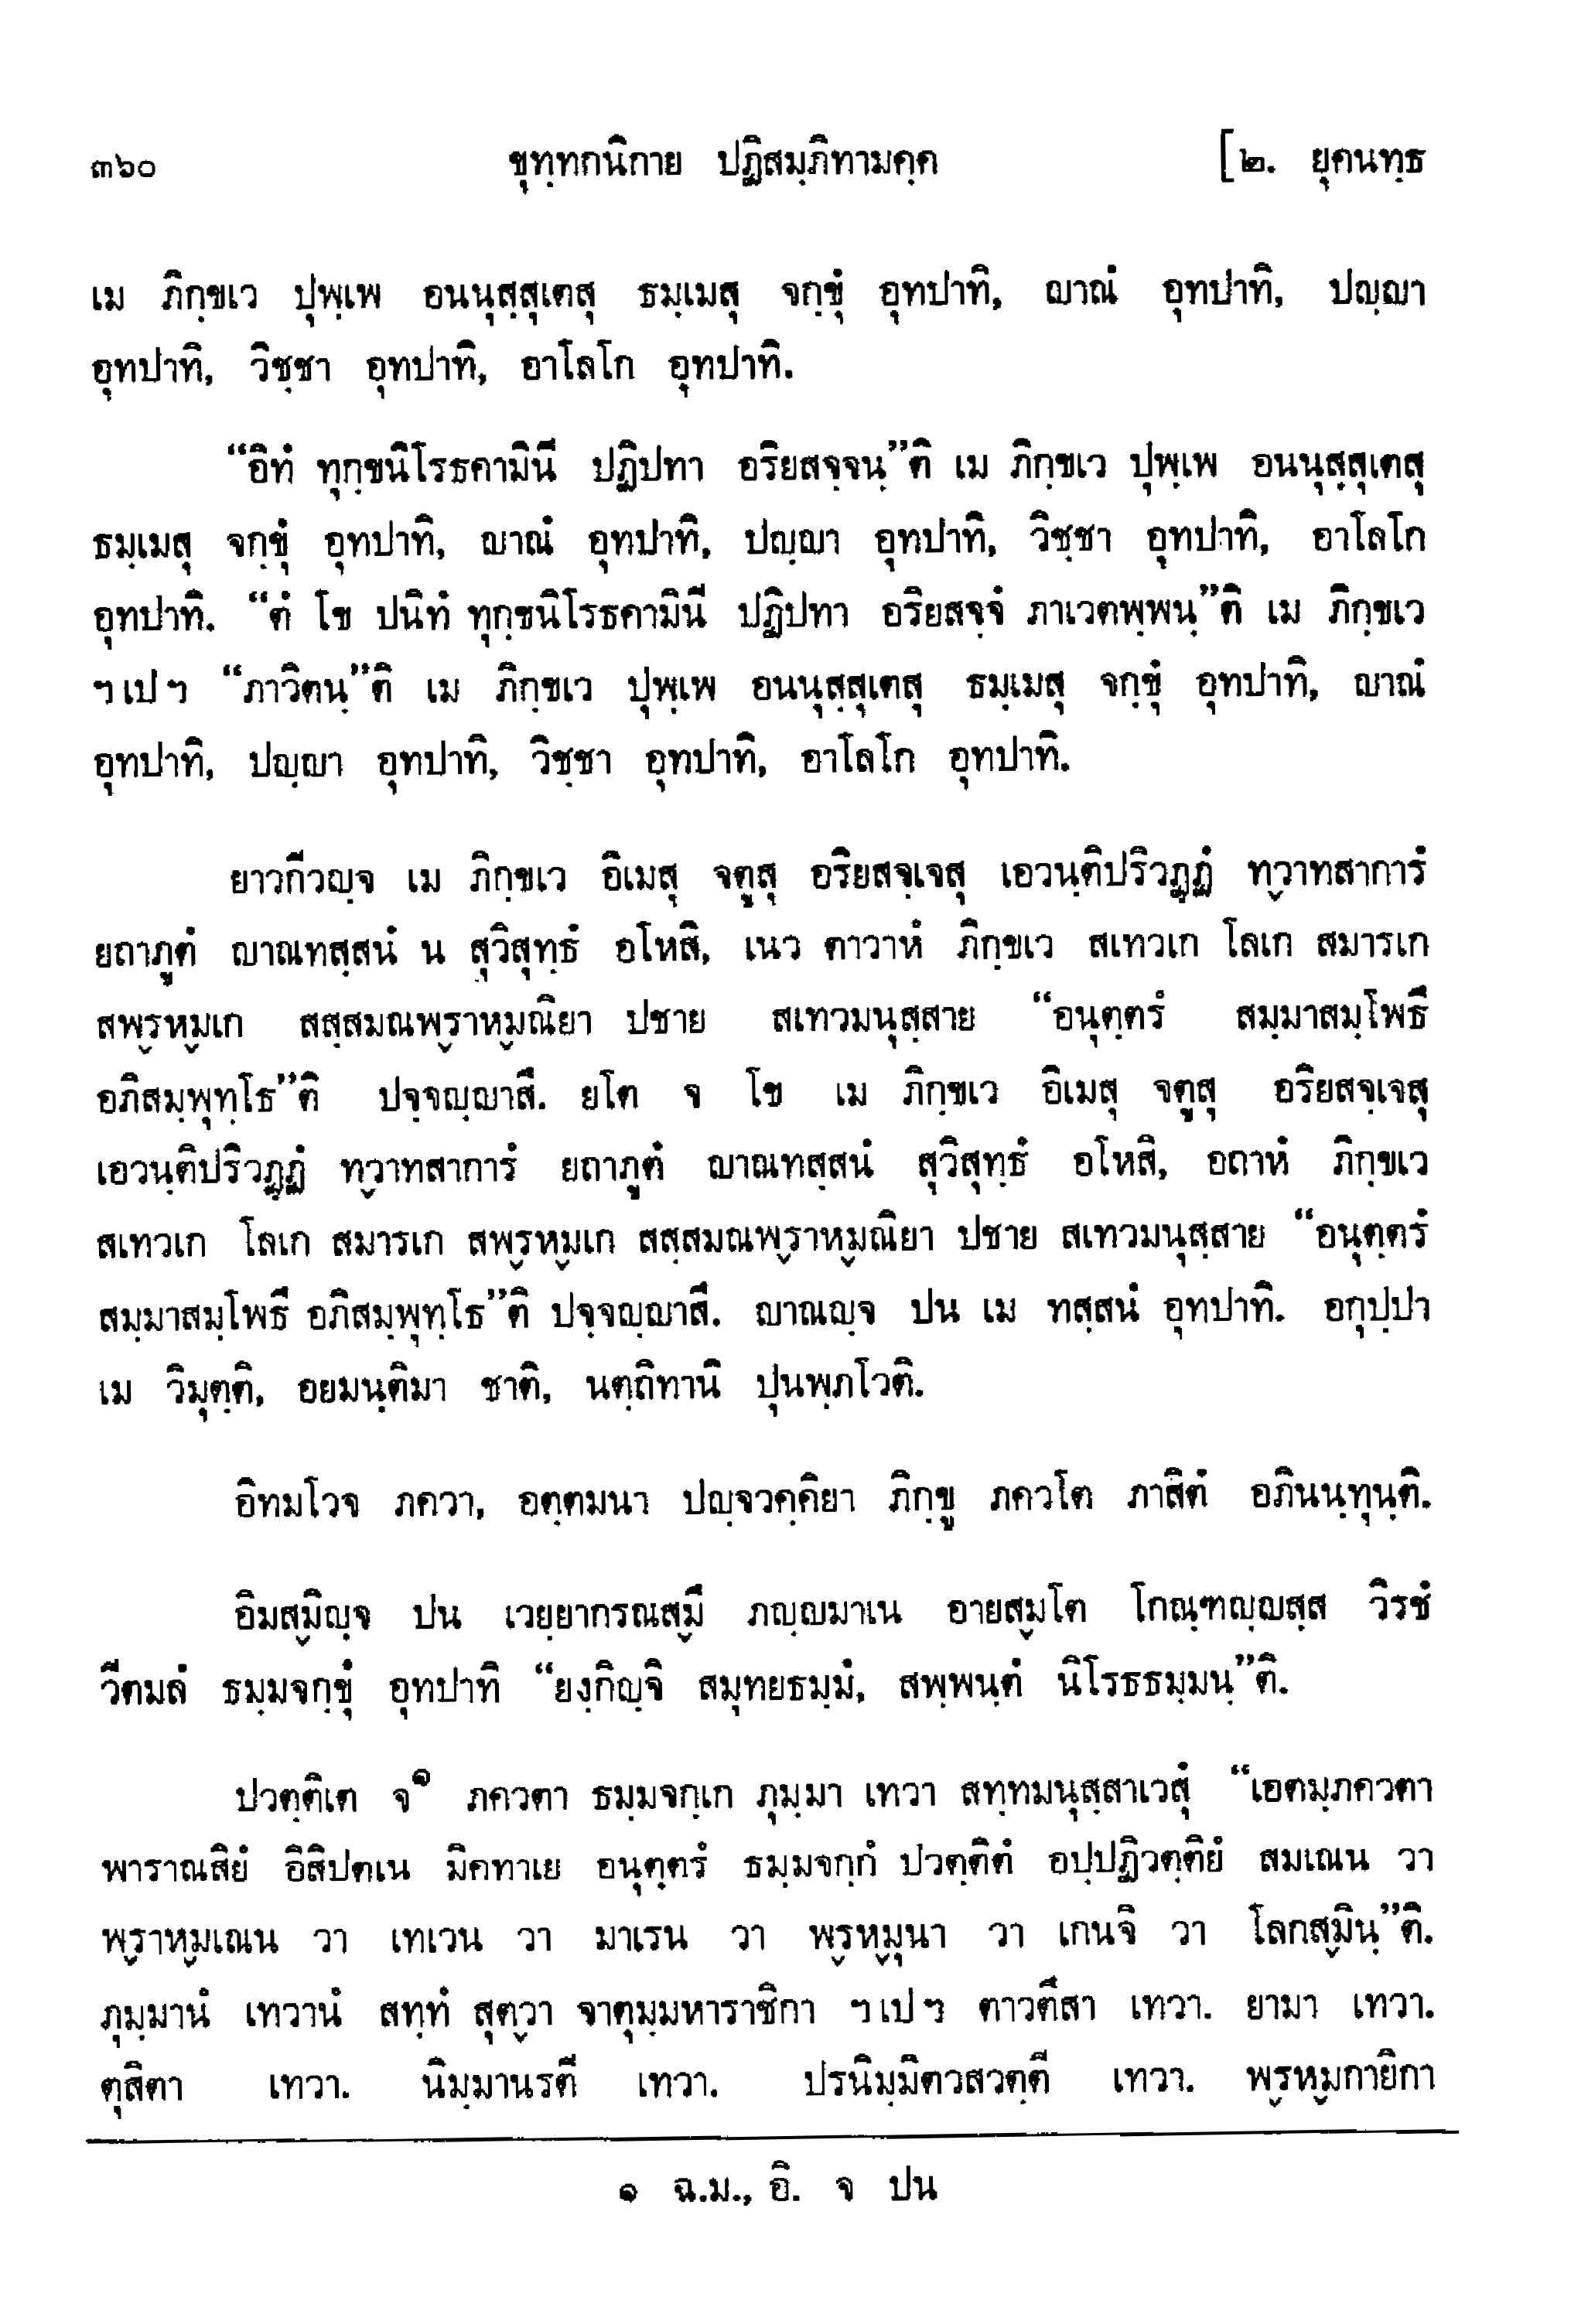 ๓๖๐ ขุทฺทกนิกาย ปฏิสมฺภิทามคฺค [๒. ยุคนทฺธ
เม ภิกฺขเว ปุพฺเพ อนนุสฺสุเตสุ ธมฺเมสุ จกฺขุํ อุทปาทิ, ญาณํ อุทปาทิ, ปญฺญา
อุทปาทิ, วิชฺชา อุทปาทิ, อาโลโก อุทปาทิ.
“อิทํ ทุกฺขนิโรธคามินี ปฏิปทา อริยสจฺจนฺ”ติ เม ภิกฺขเว ปุพฺเพ อนนุสฺสุเตสุ
ธมฺเมสุ จกฺขุํ อุทปาทิ, ญาณํ อุทปาทิ, ปญฺญา อุทปาทิ, วิชฺชา อุทปาทิ, อาโลโก
อุทปาทิ. “ตํ โข ปนิทํ ทุกฺขนิโรธคามินี ปฏิปทา อริยสจฺจํ ภาเวตพฺพนฺ”ติ เม ภิกฺขเว
ฯเปฯ “ภาวิตนฺ”ติ เม ภิกฺขเว ปุพฺเพ อนนุสฺสุเตสุ ธมฺเมสุ จกฺขุํ อุทปาทิ, ญาณํ
อุทปาทิ, ปญฺญา อุทปาทิ, วิชฺชา อุทปาทิ, อาโลโก อุทปาทิ.
ยาวกีวญฺจ เม ภิกฺขเว อิเมสุ จตูสุ อริยสจฺเจสุ เอวนฺติปริวฏฺฏํ ทฺวาทสาการํ
ยถาภูตํ ญาณทสฺสนํ น สุวิสุทฺธํ อโหสิ, เนว ตาวาหํ ภิกฺขเว สเทวเก โลเก สมารเก
สพฺรหฺมเก สสฺสมณพฺราหฺมณิยา ปชาย สเทวมนุสฺสาย “อนุตฺตรํ สมฺมาสมฺโพธึ
อภิสมฺพุทฺโธ”ติ ปจฺจญฺญาสึ. ยโต จ โข เม ภิกฺขเว อิเมสุ จตูสุ อริยสจฺเจสุ
เอวนฺติปริวฏฺฏํ ทฺวาทสาการํ ยถาภูตํ ญาณทสฺสนํ สุวิสุทฺธํ อโหสิ, อถาหํ ภิกฺขเว
สเทวเก โลเก สมารเก สพฺรหฺมเก สสฺสมณพฺราหฺมณิยา ปชาย สเทวมนุสฺสาย “อนุตฺตรํ
สมฺมาสมฺโพธึ อภิสมฺพุทฺโธ”ติ ปจฺจญฺญาสึ. ญาณญฺจ ปน เม ทสฺสนํ อุทปาทิ. อกุปฺปา
เม วิมุตฺติ, อยมนฺติมา ชาติ, นตฺถิทานิ ปุนพฺภโวติ.
อิทมโวจ ภควา, อตฺตมนา ปญฺจวคฺคิยา ภิกฺขู ภควโต ภาสิตํ อภินนฺทุนฺติ.
อิมสฺมิญฺจ ปน เวยฺยากรณสฺมึ ภญฺญมาเน อายสฺมโต โกณฺฑญฺญสฺส วิรชํ
วีตมลํ ธมฺมจกฺขุํ อุทปาทิ “ยงฺกิญฺจิ สมุทยธมฺมํ, สพฺพนฺตํ นิโรธธมฺมนฺ”ติ.
ปวตฺติเต จ๑ ภควตา ธมฺมจกฺเก ภุมฺมา เทวา สทฺทมนุสฺสาเวสุํ “เอตมฺภควตา
พาราณสิยํ อิสิปตเน มิคทาเย อนุตฺตรํ ธมฺมจกฺกํ ปวตฺติตํ อปฺปฏิวตฺติยํ สมเณน วา
พฺราหฺมเณน วา เทเวน วา มาเรน วา พฺรหฺมุนา วา เกนจิ วา โลกสฺมินฺ”ติ.
ภุมฺมานํ เทวานํ สทฺทํ สุตฺวา จาตุมฺมหาราชิกา ฯเปฯ ตาวตึสา เทวา. ยามา เทวา.
ตุสิตา เทวา. นิมฺมานรตี เทวา. ปรนิมฺมิตวสวตฺตี เทวา. พฺรหฺมกายิกา
๑ ฉ.ม., อิ. จ ปน